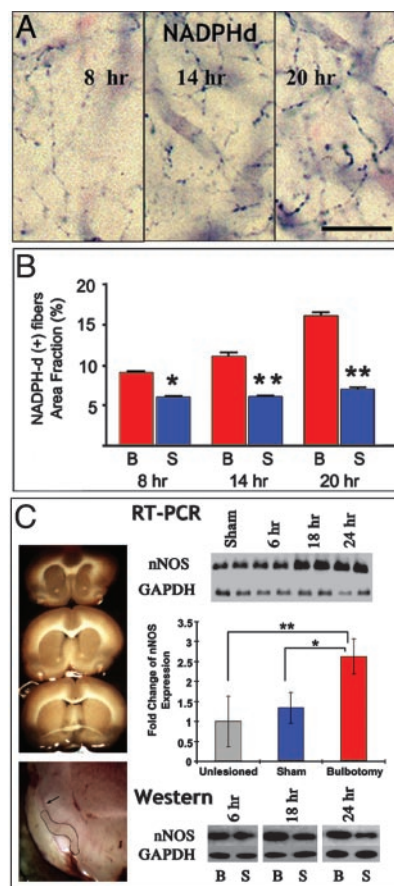 A
NADPHd
8 hr
14 hr
20 hr
B
NADPH-d (+) fibers
Area Fraction (%)
20
15
10
5
*
**
**
B S B S B S
8 hr 14 hr 20 hr
C
RT-PCR
Sham
6 hr
18 hr
24 hr
nNOS
GAPDH
Fold Change of nNOS
Expression
3.5
3
2.5
2
1.5
1
0.5
0
**
*
Unlesioned Sham Bulbotomy
Western
6 hr
18 hr
24 hr
nNOS
GAPDH
B S B S B S